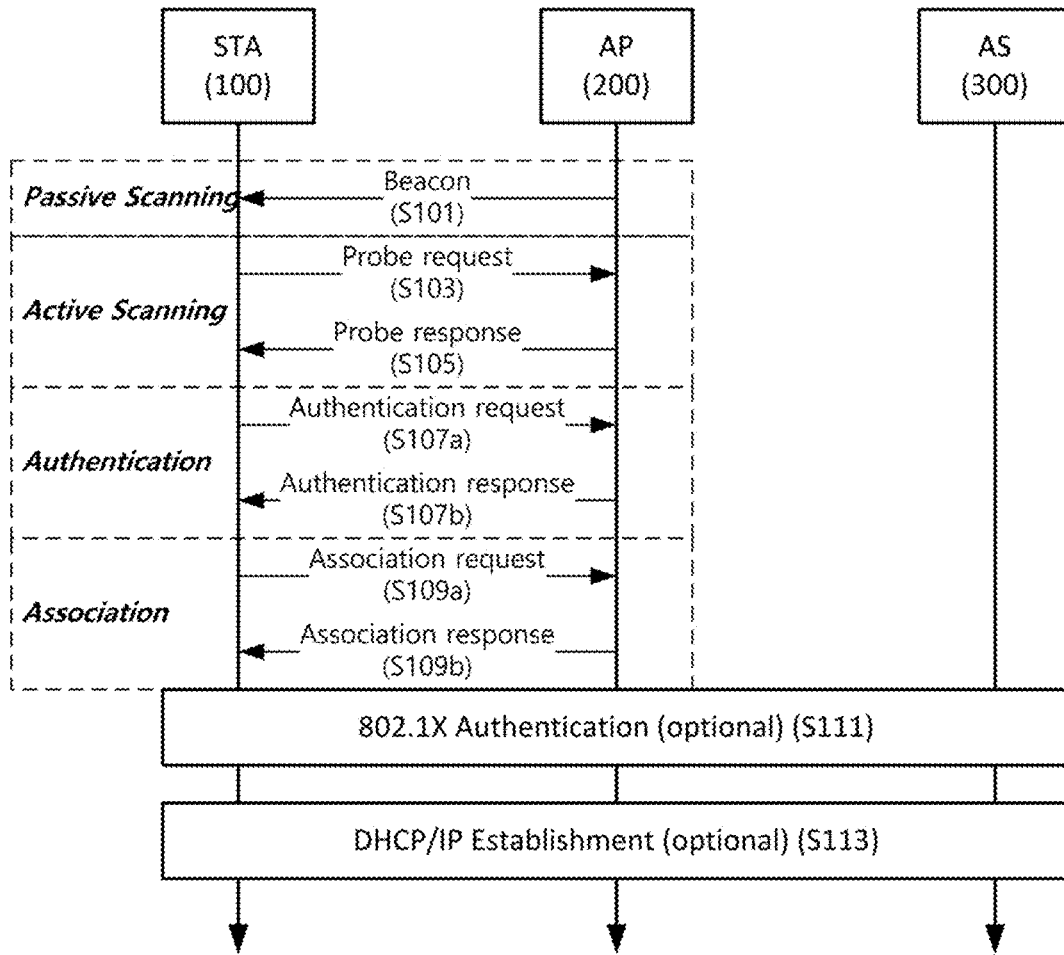 STA
(100)
AP
(200)
AS
(300)
Passive Scanning
Beacon
(S101)
Active Scanning
Probe request
(S103)
Probe response
(S105)
Authentication
Authentication request
(S107a)
Authentication response
(S107b)
Association
Association request
(S109a)
Association response
(S109b)
802.1X Authentication (optional) (S111)
DHCP/IP Establishment (optional) (S113)